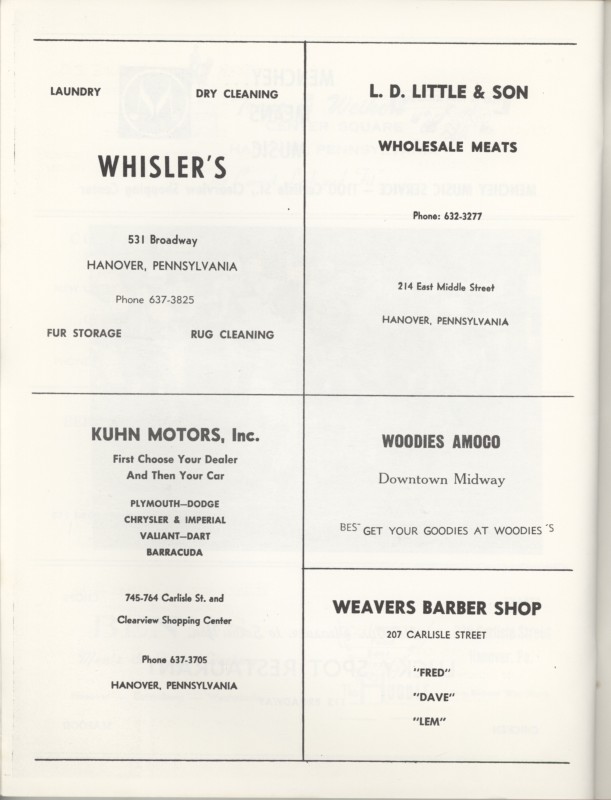 LAUNDRY DRY CLEANING
WHISLER'S
531 Broadway
HANOVER, PENNSYLVANIA
Phone 637-3825
FUR STORAGE RUG CLEANING
L. D. LITTLE & SON
WHOLESALE MEATS
Phone: 632-3277
214 East Middle Street
HANOVER, PENNSYLVANIA
KUHN MOTORS, Inc.
First Choose Your Dealer
And Then Your Car
PLYMOUTH—DODGE
CHRYSLER & IMPERIAL
VALIANT—DART
BARRACUDA
745-764 Carlisle St. and
Clearview Shopping Center
Phone 637-3705
HANOVER, PENNSYLVANIA
WOODIES AMOCO
Downtown Midway
GET YOUR GOODIES AT WOODIES
WEAVERS BARBER SHOP
207 CARLISLE STREET
"FRED"
"DAVE"
"LEM"